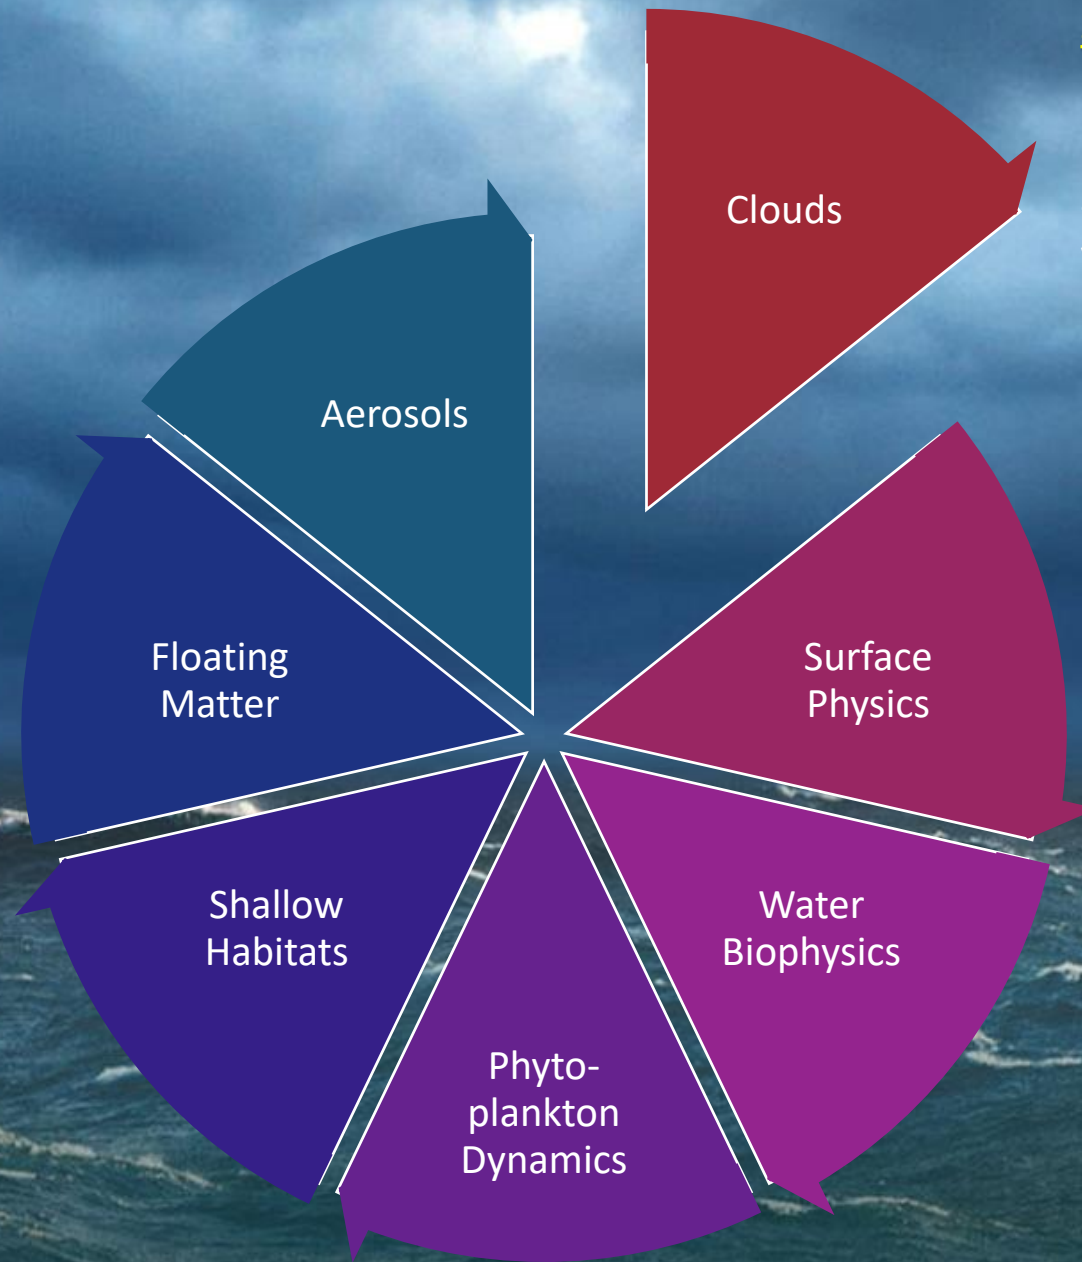 Clouds
Aerosols
Surface
Physics
Floating
Matter
Water
Biophysics
Shallow
Habitats
Phyto-
plankton
Dynamics